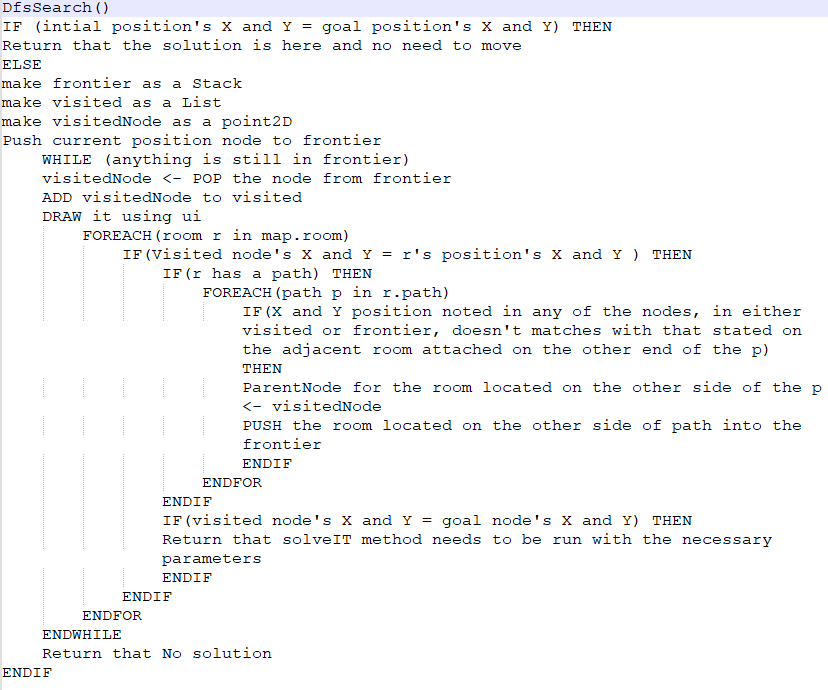 DfsSearch()
IF (intial position's X and Y = goal position's X and Y) THEN
Return that the solution is here and no need to move
ELSE
make frontier as a Stack
make visited as a List
make visitedNode as a point2D
Push current position node to frontier
WHILE (anything is still in frontier)
visitedNode <- POP the node from frontier
ADD visitedNode to visited
DRAW it using ui
FOREACH(room r in map.room)
IF(Visited node's X and Y = r's position's X and Y ) THEN
IF(r has a path) THEN
FOREACH(path p in r.path)
IF(X and Y position noted in any of the nodes, in either
visited or frontier, doesn't matches with that stated on
the adjacent room attached on the other end of the p)
THEN
ParentNode for the room located on the other side of the p
<- visitedNode
PUSH the room located on the other side of path into the
frontier
ENDIF
ENDFOR
ENDIF
IF(visited node's X and Y = goal node's X and Y) THEN
Return that solveIT method needs to be run with the necessary
parameters
ENDIF
ENDIF
ENDFOR
ENDWHILE
Return that No solution
ENDIF